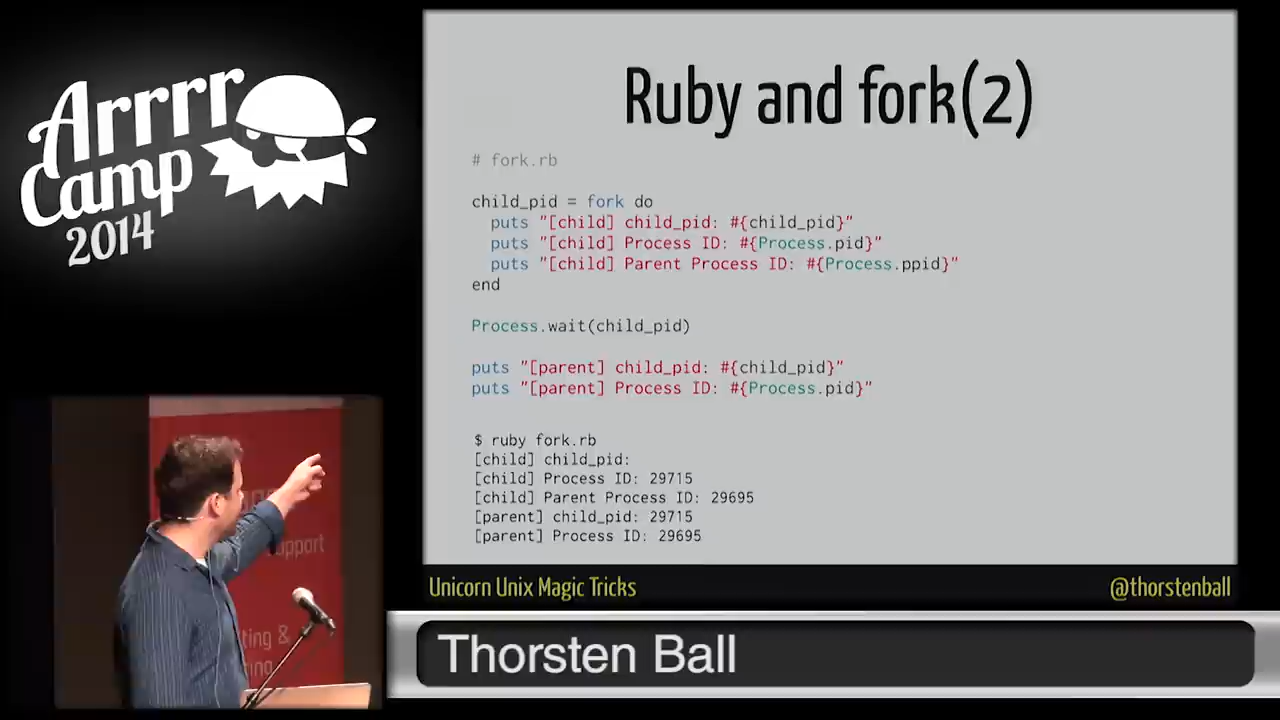 Arrrr
Camp
2014
Ruby and fork(2)
# fork.rb
child_pid = fork do
  puts "[child] child_pid: #{child_pid}"
  puts "[child] Process ID: #{Process.pid}"
  puts "[child] Parent Process ID: #{Process.ppid}"
end
Process.wait(child_pid)
puts "[parent] child_pid: #{child_pid}"
puts "[parent] Process ID: #{Process.pid}"
$ ruby fork.rb
[child] child_pid:
[child] Process ID: 29715
[child] Parent Process ID: 29695
[parent] child_pid: 29715
[parent] Process ID: 29695
Unicorn Unix Magic Tricks
@thorstenball
Thorsten Ball